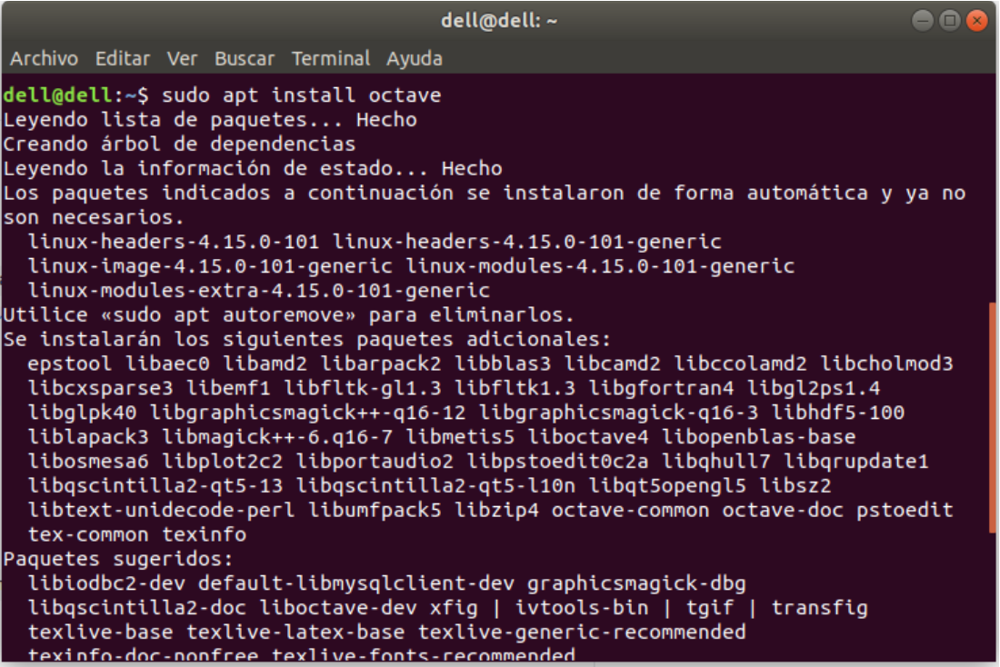 dell@dell: ~
Archivo Editar Ver Buscar Terminal Ayuda
dell@dell:~$ sudo apt install octave
Leyendo lista de paquetes... Hecho
Creando árbol de dependencias
Leyendo la información de estado... Hecho
Los paquetes indicados a continuación se instalaron de forma automática y ya no
son necesarios.
  linux-headers-4.15.0-101 linux-headers-4.15.0-101-generic
  linux-image-4.15.0-101-generic linux-modules-4.15.0-101-generic
  linux-modules-extra-4.15.0-101-generic
Utilice «sudo apt autoremove» para eliminarlos.
Se instalarán los siguientes paquetes adicionales:
  epstool libaec0 libamd2 libarpack2 libblas3 libcamd2 libccolamd2 libcholmod3
  libcxsparse3 libemf1 libfltk-gl1.3 libfltk1.3 libgfortran4 libgl2ps1.4
  libglpk40 libgraphicsmagick++-q16-12 libgraphicsmagick-q16-3 libhdf5-100
  liblapack3 libmagick++-6.q16-7 libmetis5 liboctave4 libopenblas-base
  libosmesa6 libplot2c2 libportaudio2 libpstoedit0c2a libqhull7 libqrupdate1
  libqscintilla2-qt5-13 libqscintilla2-qt5-l10n libqt5opengl5 libsz2
  libtext-unidecode-perl libumfpack5 libzip4 octave-common octave-doc pstoedit
  tex-common texinfo
Paquetes sugeridos:
  libiodbc2-dev default-libmysqlclient-dev graphicsmagick-dbg
  libqscintilla2-doc liboctave-dev xfig | ivtools-bin | tgif | transfig
  texlive-base texlive-latex-base texlive-generic-recommended
  texinfo-doc-nonfree texlive-fonts-recommended